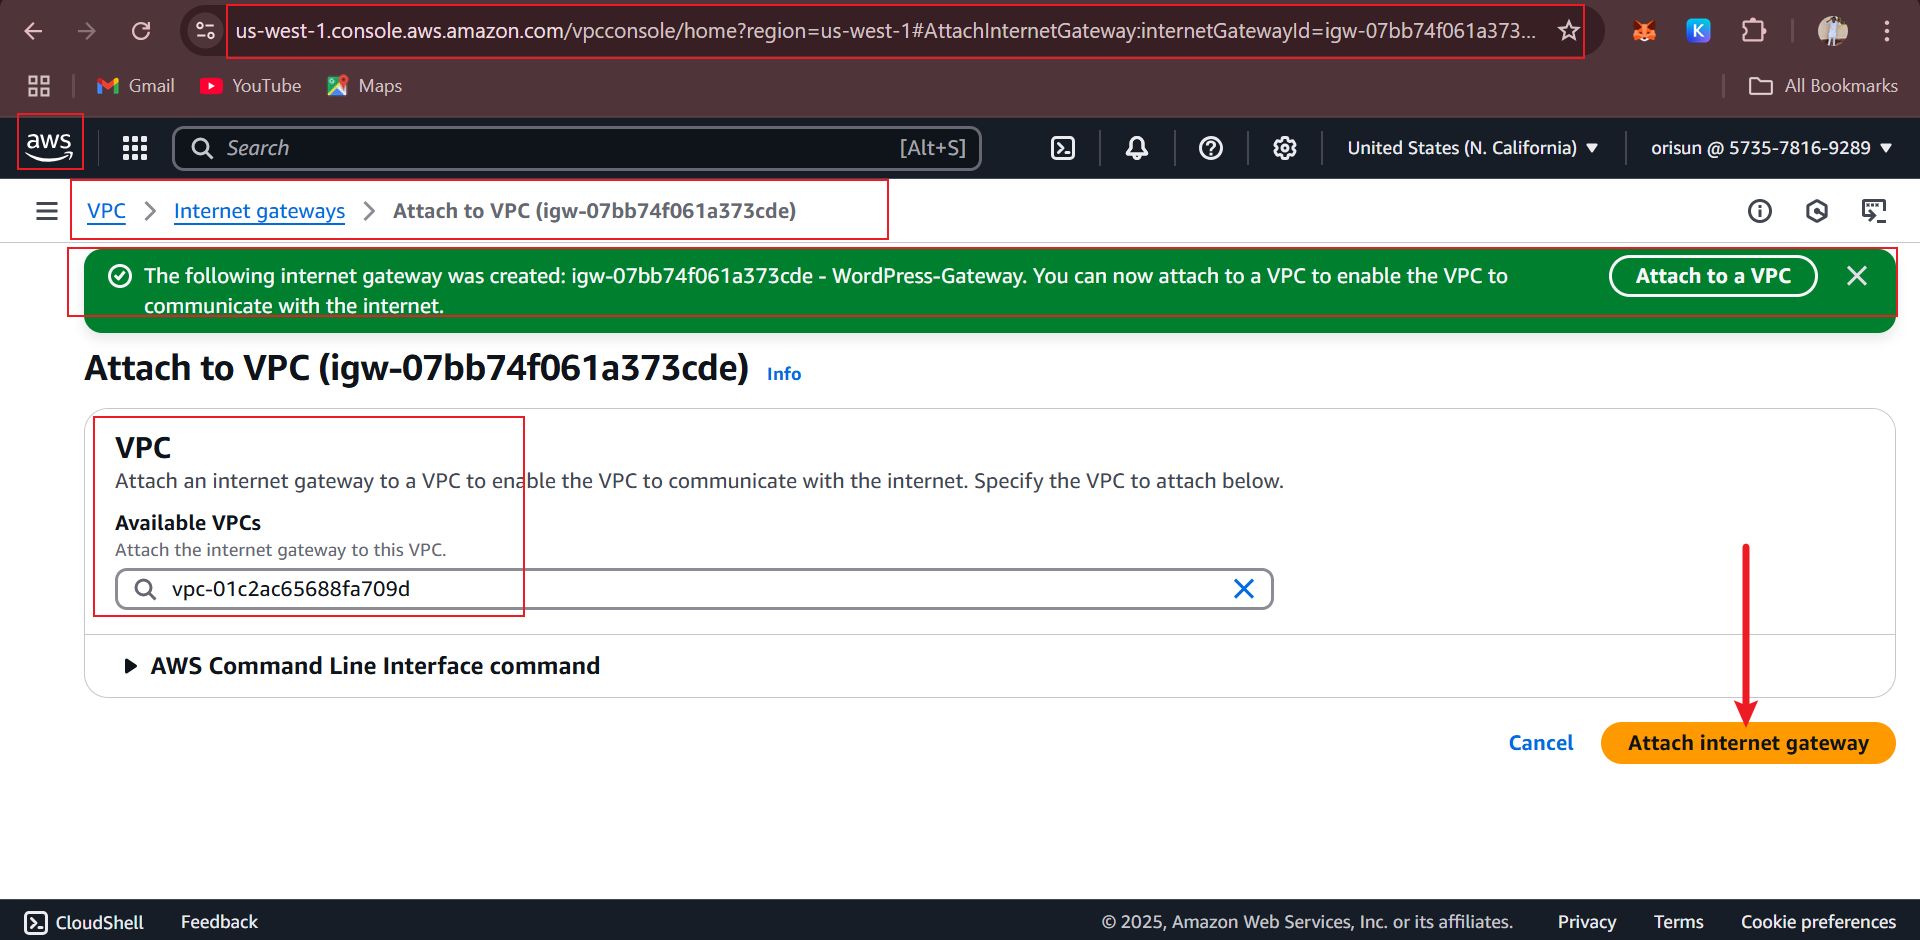 us-west-1.console.aws.amazon.com/vpcconsole/home?region=us-west-1#AttachInternetGateway:internetGatewayId=igw-07bb74f061a373...
K
Gmail
YouTube
Maps
All Bookmarks
aws
Search
[Alt+S]
United States (N. California)
orisun @ 5735-7816-9289
VPC
Internet gateways
Attach to VPC (igw-07bb74f061a373cde)
The following internet gateway was created: igw-07bb74f061a373cde - WordPress-Gateway. You can now attach to a VPC to enable the VPC to
communicate with the internet.
Attach to a VPC
Attach to VPC (igw-07bb74f061a373cde)
Info
VPC
Attach an internet gateway to a VPC to enable the VPC to communicate with the internet. Specify the VPC to attach below.
Available VPCs
Attach the internet gateway to this VPC.
vpc-01c2ac65688fa709d
AWS Command Line Interface command
Cancel
Attach internet gateway
CloudShell
Feedback
© 2025, Amazon Web Services, Inc. or its affiliates.
Privacy
Terms
Cookie preferences